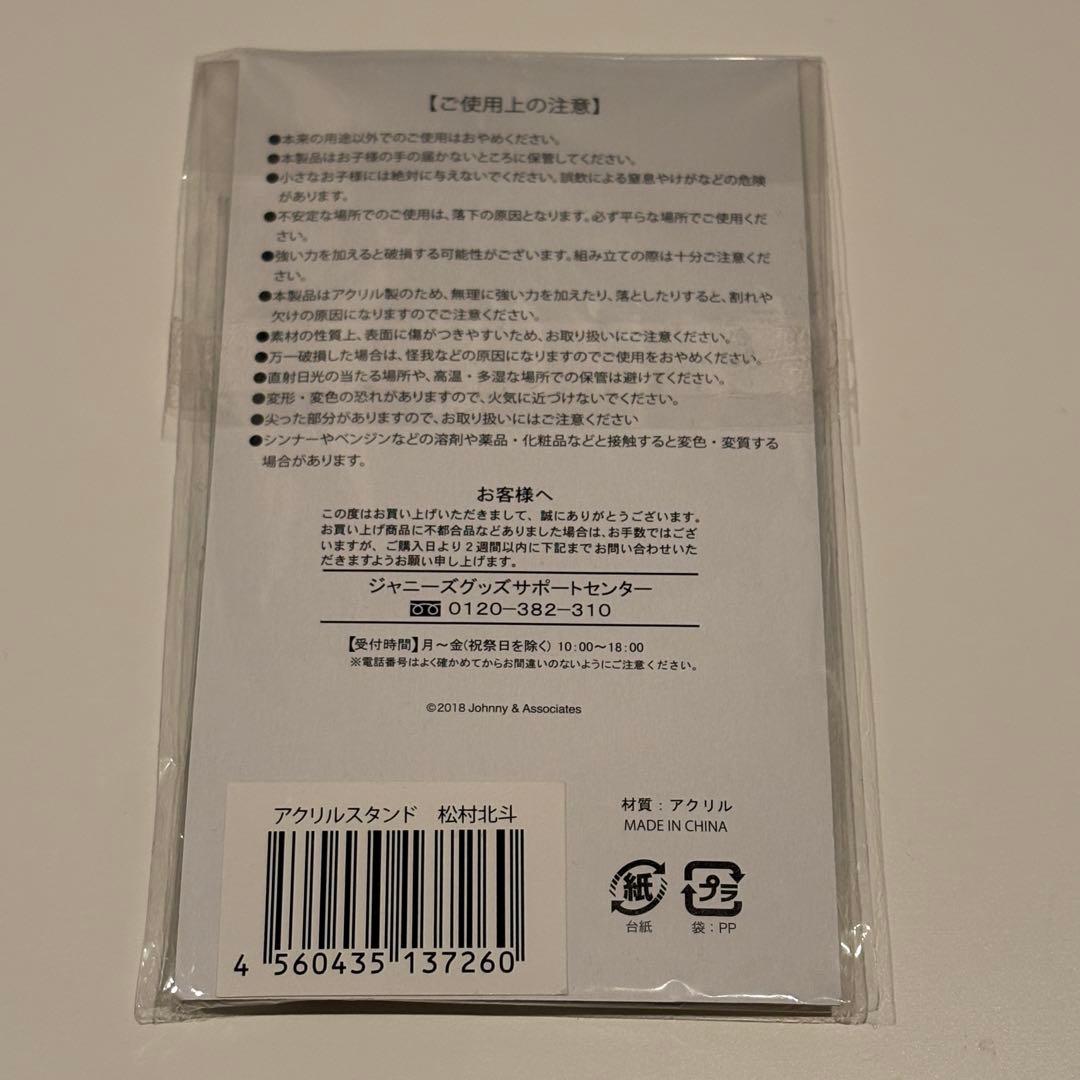 【ご使用上の注意】
●本来の用途以外でのご使用はおやめください。
●本製品はお子様の手の届かないところに保管してください。
●小さなお子様には絶対に与えないでください。誤飲による窒息やけがなどの危険
があります。
●不安定な場所でのご使用は、落下の原因となります。必ず平らな場所でご使用くだ
さい。
●強い力を加えると破損する可能性がございます。組み立ての際は十分ご注意くだ
さい。
●本製品はアクリル製のため、無理に強い力を加えたり、落としたりすると、割れや
欠けの原因になりますのでご注意ください。
●素材の性質上、表面に傷がつきやすいため、お取り扱いにご注意ください。
●万一破損した場合は、怪我などの原因になりますのでご使用をおやめください。
●直射日光の当たる場所や、高温・多湿な場所での保管は避けてください。
●変形・変色の恐れがありますので、火気に近づけないでください。
●尖った部分がありますので、お取り扱いにはご注意ください
●シンナーやベンジンなどの溶剤や薬品・化粧品などと接触すると変色・変質する
場合があります。
お客様へ
この度はお買い上げいただきまして、誠にありがとうございます。
お買い上げ商品に不都合品などありました場合は、お手数ではござ
いますが、ご購入日より2週間以内に下記までお問い合わせいた
だきますようお願い申し上げます。
ジャニーズグッズサポートセンター
0120-382-310
【受付時間】月〜金(祝祭日を除く) 10:00〜18:00
※電話番号はよく確かめてからお間違いのないようにご注意ください。
©2018 Johnny & Associates
アクリルスタンド 松村北斗
4 560435 137260
材質：アクリル
MADE IN CHINA
紙
台紙
プラ
袋：PP